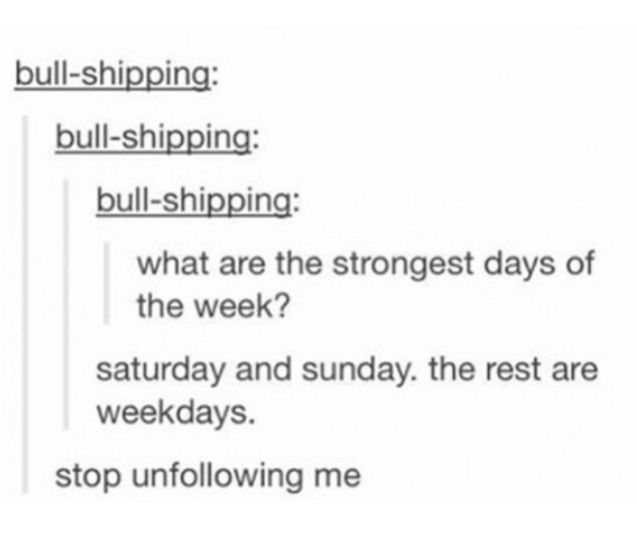 bull-shipping:
bull-shipping:
bull-shipping:
what are the strongest days of
the week?
saturday and sunday. the rest are
weekdays.
stop unfollowing me